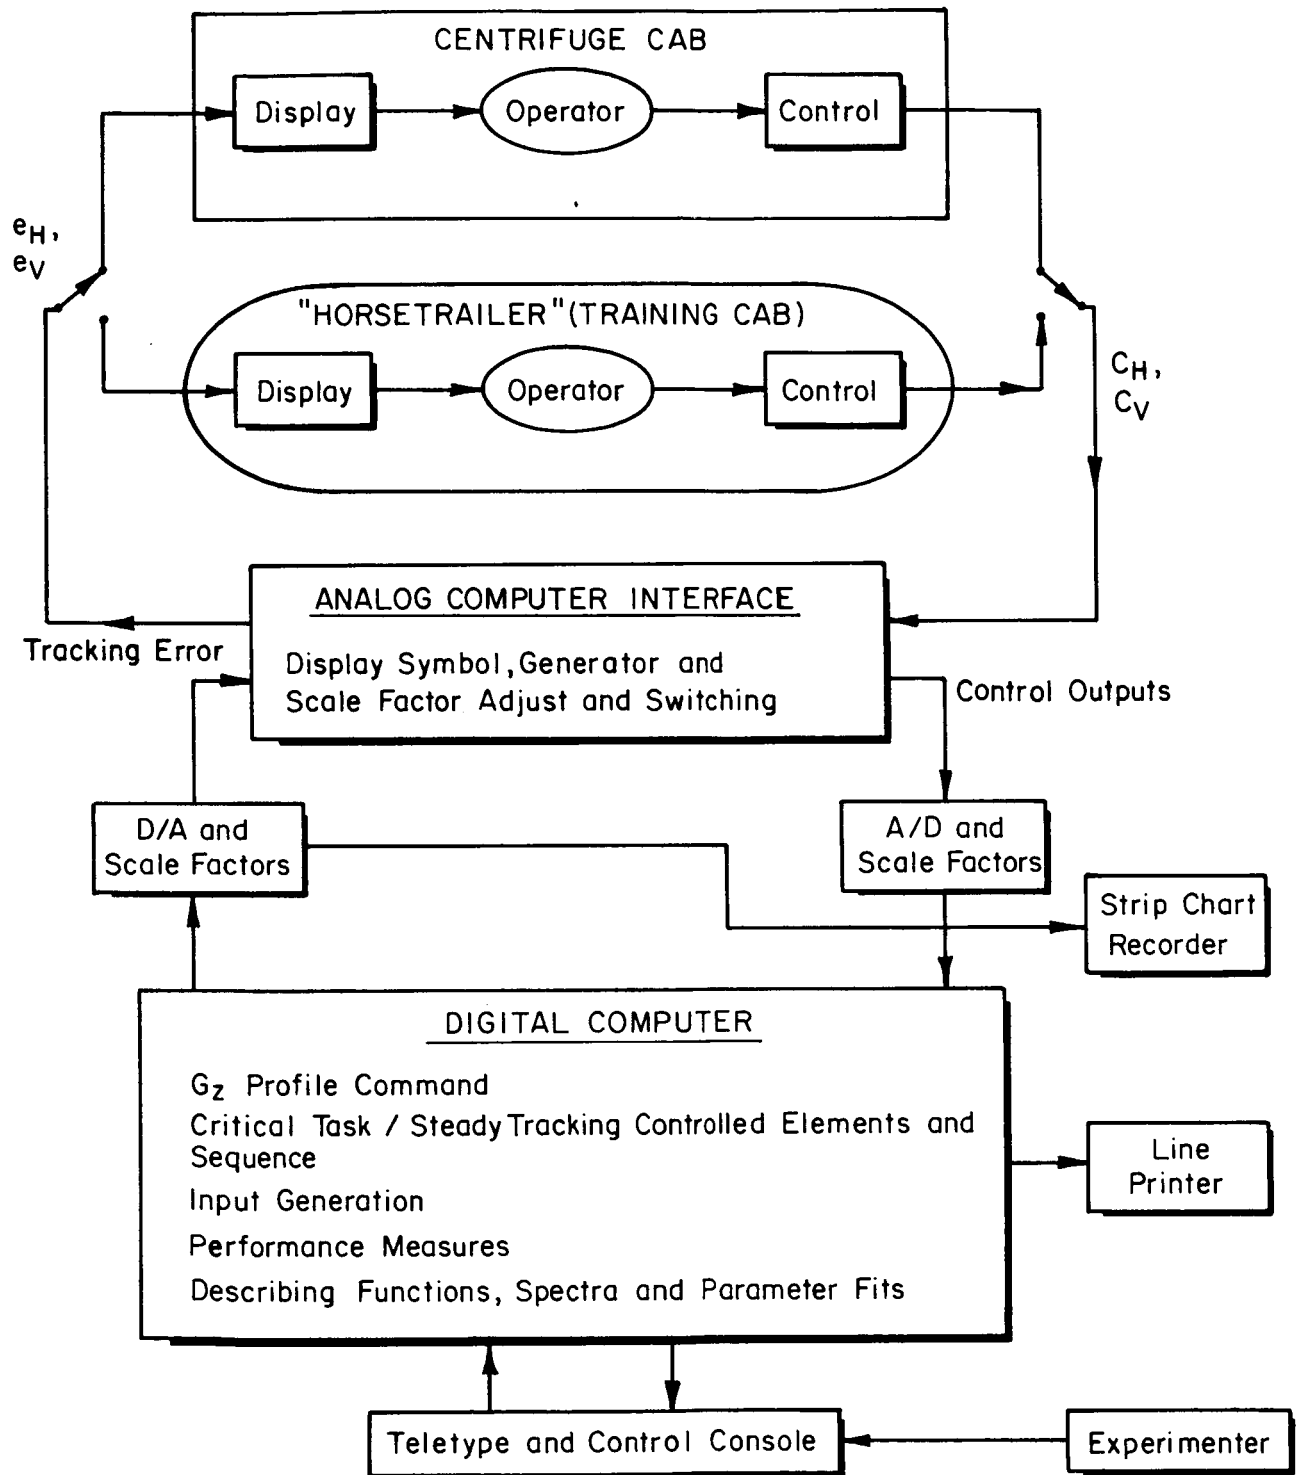 CENTRIFUGE CAB
Display
Operator
Control
eH,
eV
"HORSETRAILER" (TRAINING CAB)
Display
Operator
Control
CH,
CV
ANALOG COMPUTER INTERFACE
Tracking Error
Display Symbol, Generator and
Scale Factor Adjust and Switching
Control Outputs
D/A and
Scale Factors
A/D and
Scale Factors
Strip Chart
Recorder
DIGITAL COMPUTER
Gz Profile Command
Critical Task / Steady Tracking Controlled Elements and
Sequence
Input Generation
Performance Measures
Describing Functions, Spectra and Parameter Fits
Line
Printer
Teletype and Control Console
Experimenter